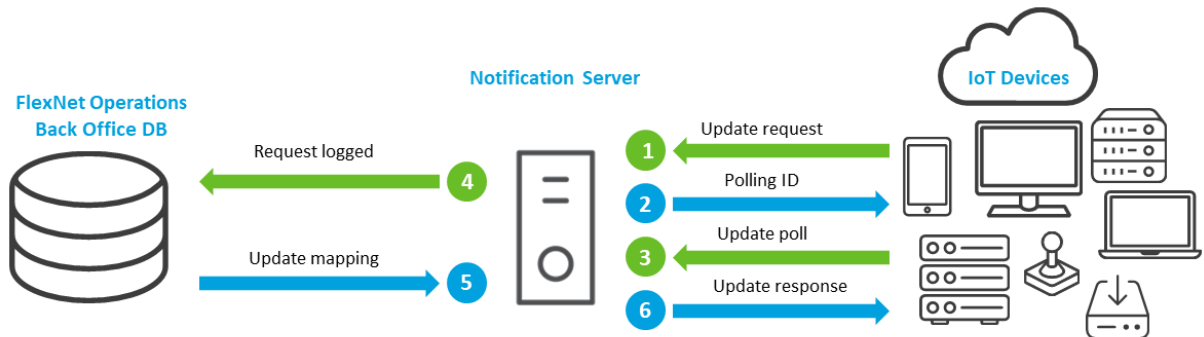 FlexNet Operations
Back Office DB
Request logged
4
Update mapping
5
Notification Server
1
Update request
2
Polling ID
3
Update poll
6
Update response
IoT Devices